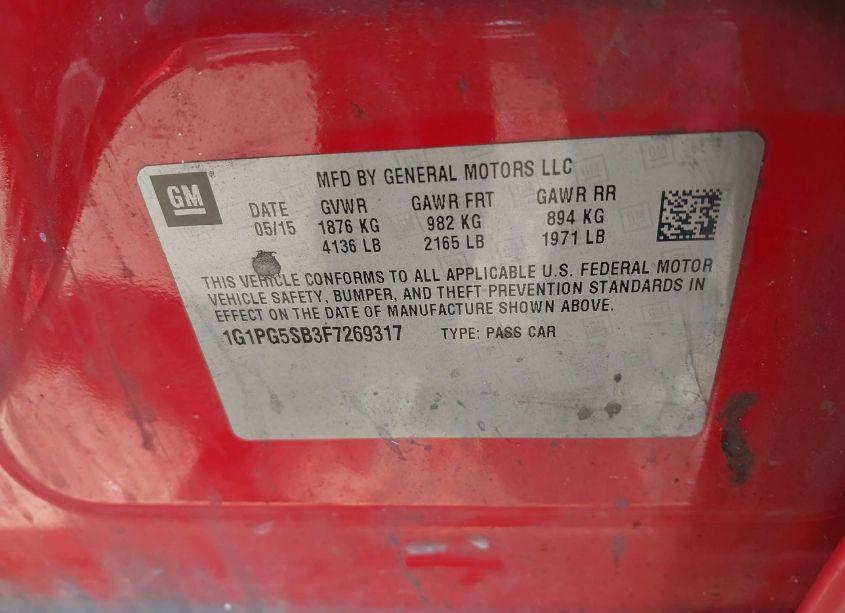 GM
MFD BY GENERAL MOTORS LLC
DATE GVWR GAWR FRT GAWR RR
05/15 1876 KG 982 KG 894 KG
4136 LB 2165 LB 1971 LB
THIS VEHICLE CONFORMS TO ALL APPLICABLE U.S. FEDERAL MOTOR
VEHICLE SAFETY, BUMPER, AND THEFT PREVENTION STANDARDS IN
EFFECT ON THE DATE OF MANUFACTURE SHOWN ABOVE.
1G1PG5SB3F7269317 TYPE: PASS CAR